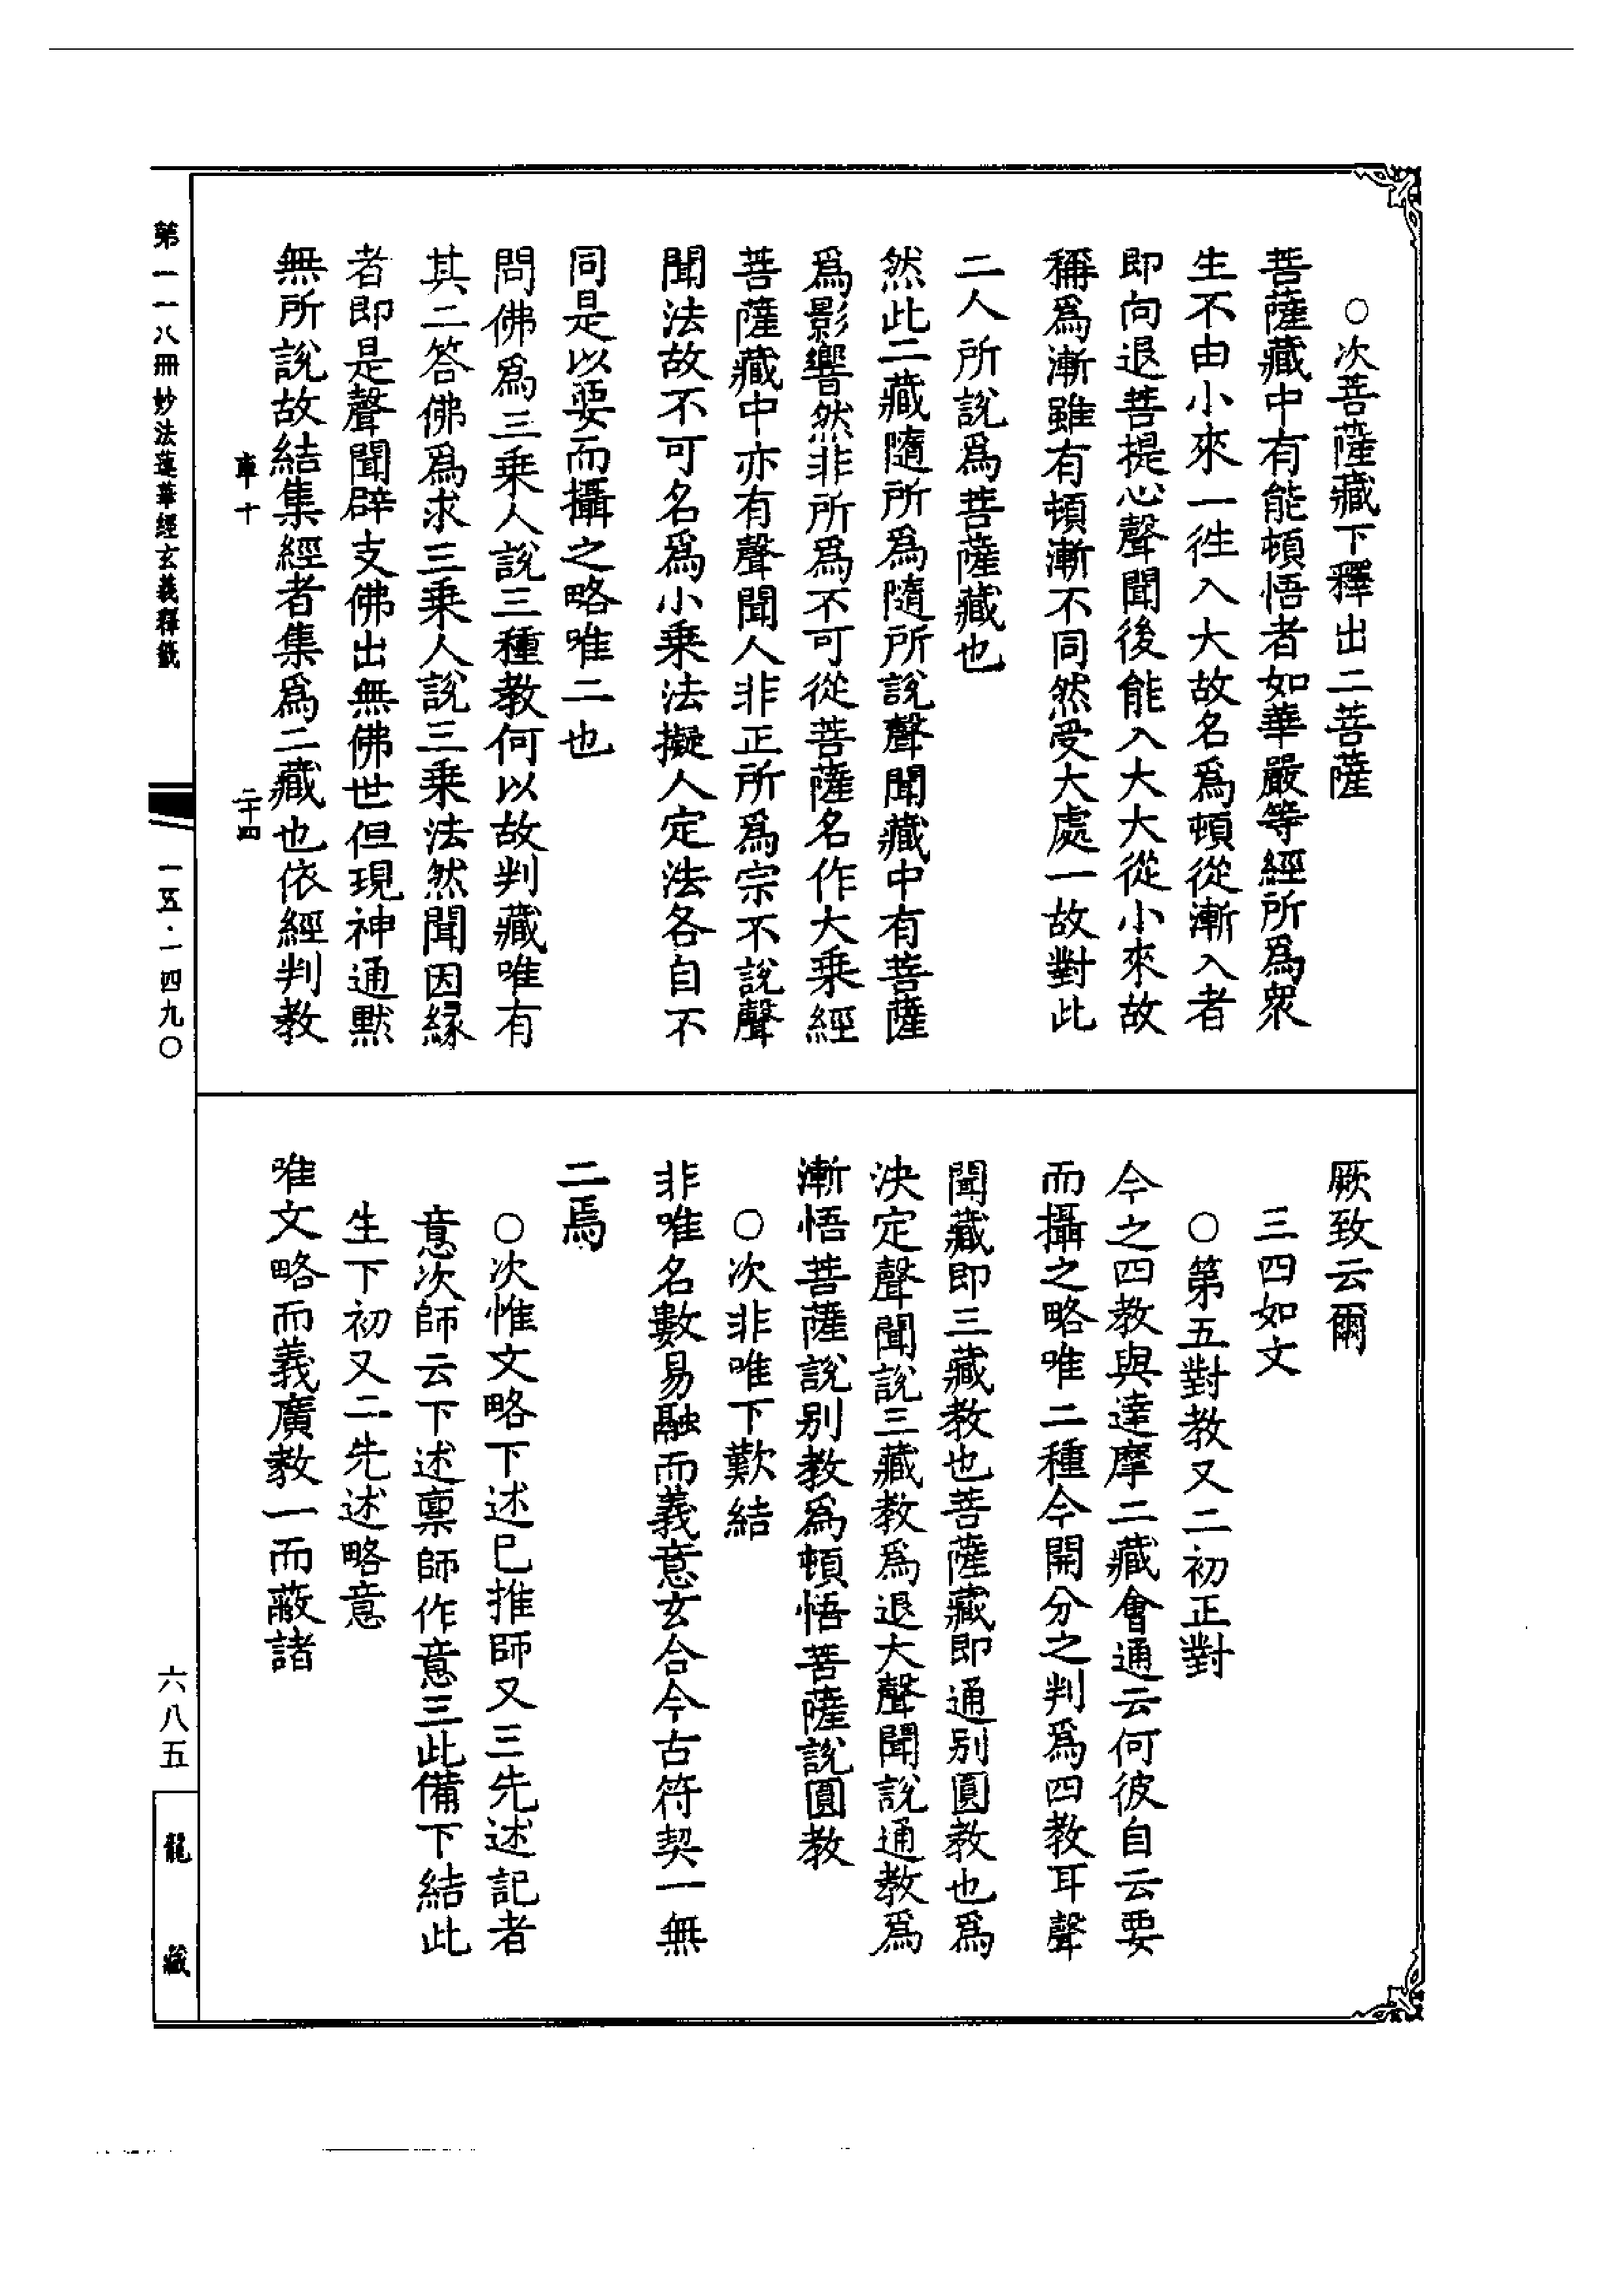 ○次菩薩藏下釋出二菩薩
菩薩藏中有能頓悟者如華嚴等經所爲衆
生不由小來一徃入大故名爲頓從漸入者
即向退菩提心聲聞後能入大大從小來故
稱爲漸雖有頓漸不同然受大處一故對此
二人所說爲菩薩藏也
然此二藏隨所爲隨所說聲聞藏中有菩薩
爲影響然非所爲不可從菩薩名作大乗經
菩薩藏中亦有聲聞人非正所爲宗不說聲
聞法故不可名爲小乗法擬人定法各自不
同是以要而攝之略唯二也
問佛爲三乗人說三種教何以故判藏唯有
其二答佛爲求三乗人說三乗法然聞因緣
者即是聲聞辟支佛出無佛世但現神通黙
無所說故結集經者集爲二藏也依經判教
厥致云爾
三四如文
○第五對教又二初正對
今之四教與達摩二藏會通云何彼自云要
而攝之略唯二種今開分之判爲四教耳聲
聞藏即三藏教也菩薩藏即通别圓教也爲
決定聲聞說三藏教爲退大聲聞說通教爲
漸悟菩薩說别教爲頓悟菩薩說圓教
○次非唯下歎結
非唯名數易融而義意玄合今古符契一無
二焉
○次惟文略下述已推師又三先述記者
意次師云下述禀師作意三此備下結此
生下初又二先述略意
唯文略而義廣教一而蔽諸
第一一八冊妙法蓮華經玄義釋籤
車十
二十四
一五·一四九〇
六八五
龍藏